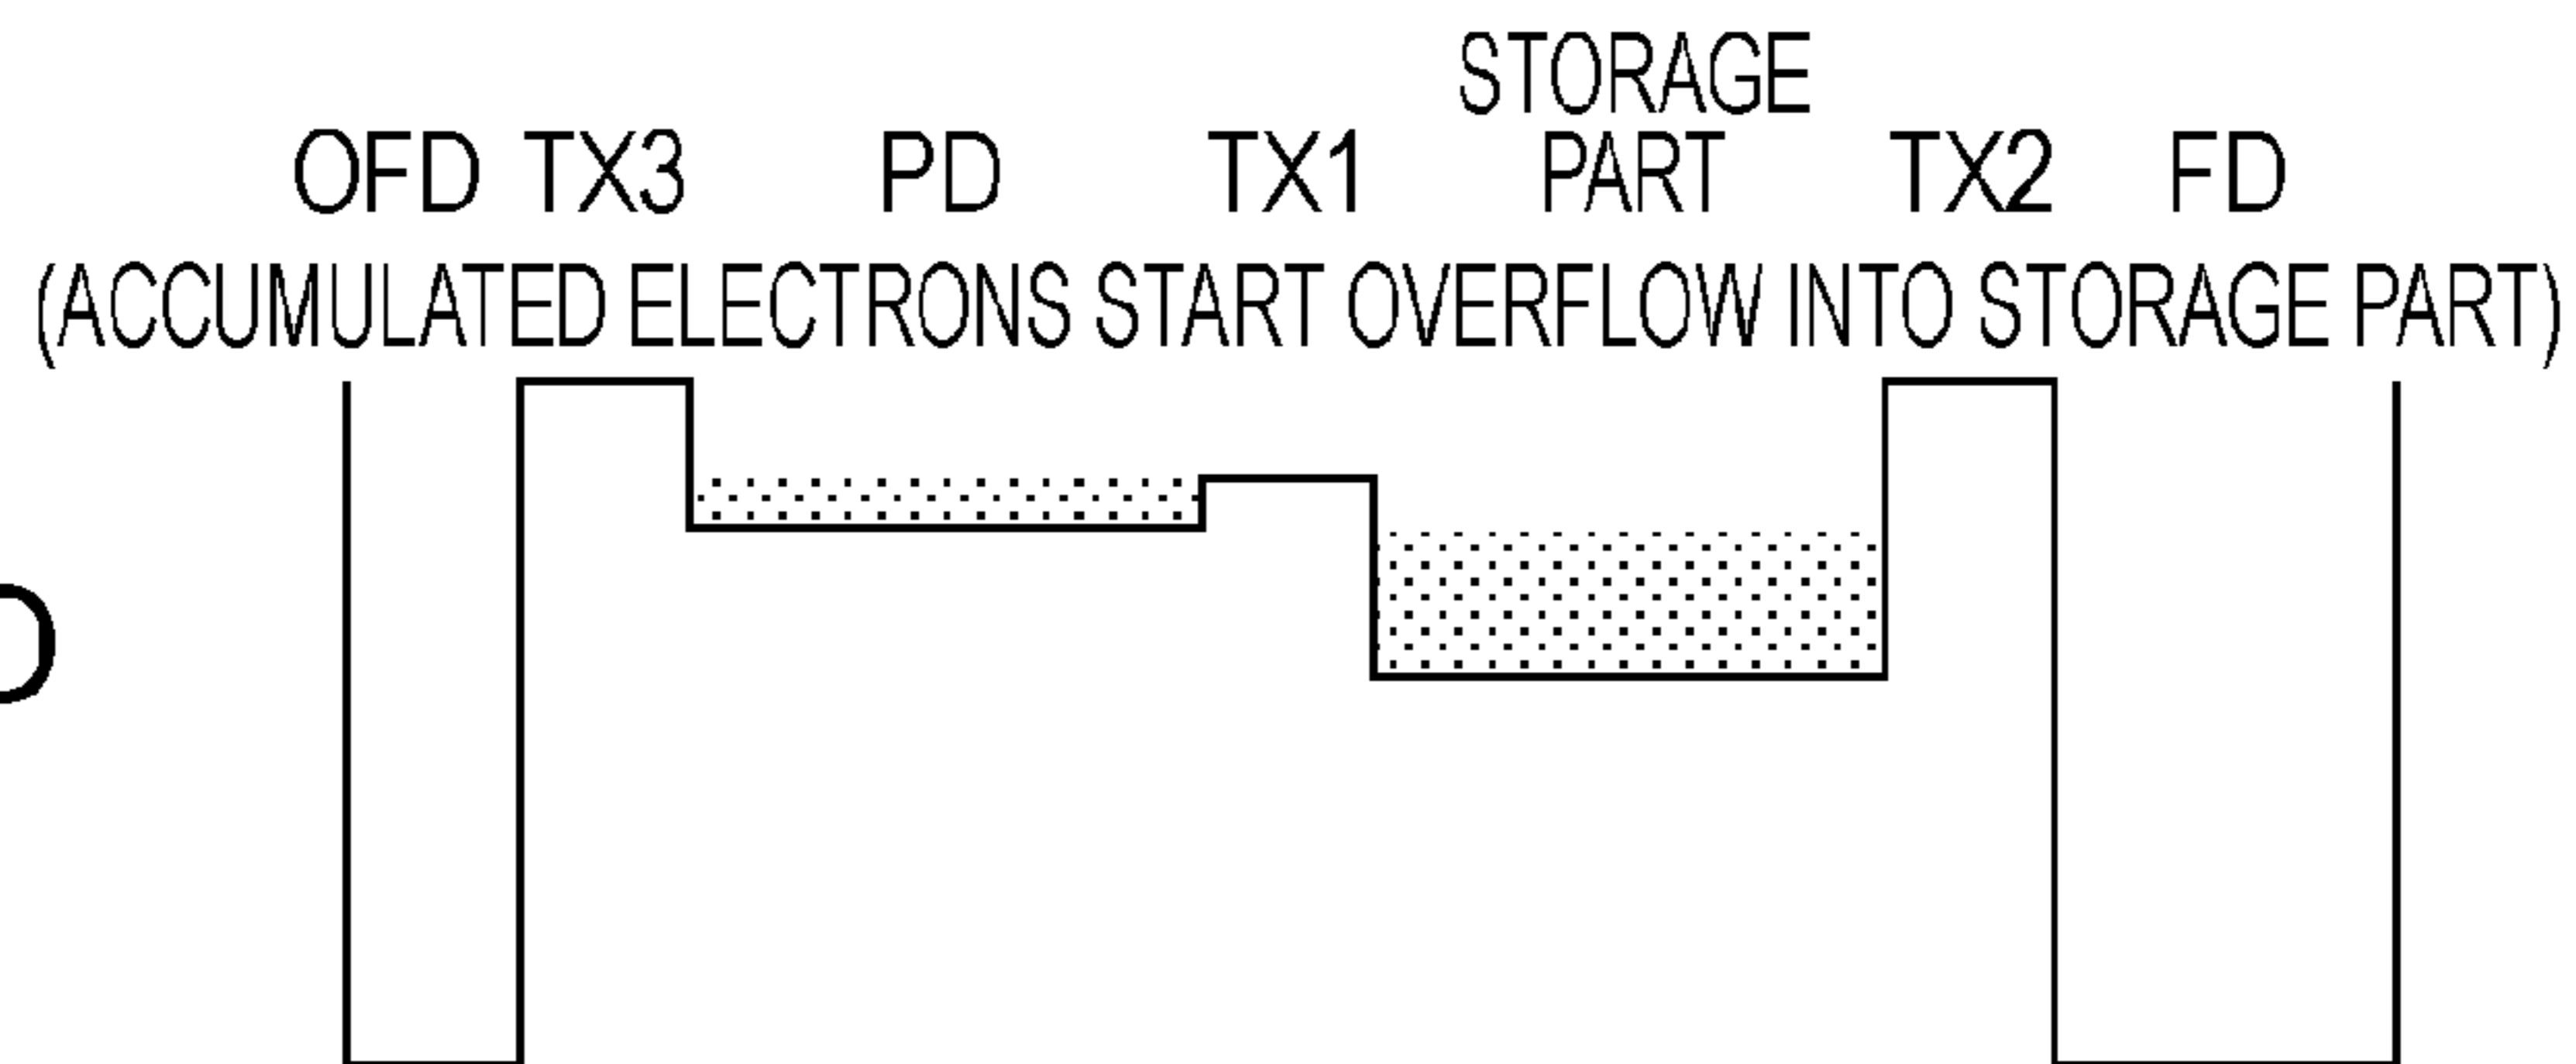 OFD TX3 PD TX1 STORAGE PART TX2 FD
(ACCUMULATED ELECTRONS START OVERFLOW INTO STORAGE PART)